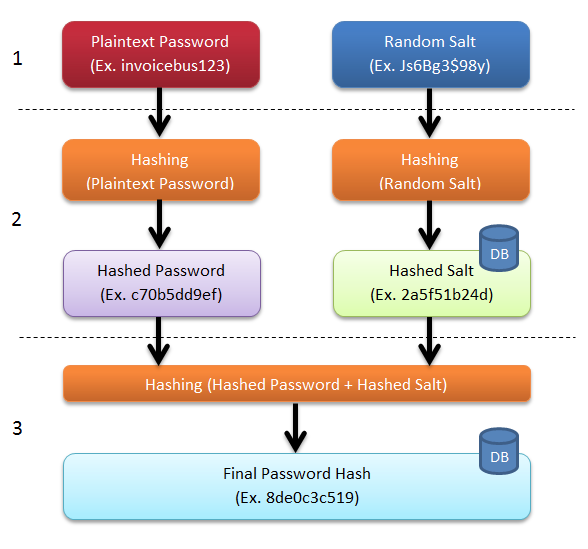 1
Plaintext Password
(Ex. invoicebus123)
Random Salt
(Ex. Js6Bg3$98y)
Hashing
(Plaintext Password)
Hashing
(Random Salt)
2
DB
Hashed Password
(Ex. c70b5dd9ef)
Hashed Salt
(Ex. 2a5f51b24d)
Hashing (Hashed Password + Hashed Salt)
3
DB
Final Password Hash
(Ex. 8de0c3c519)